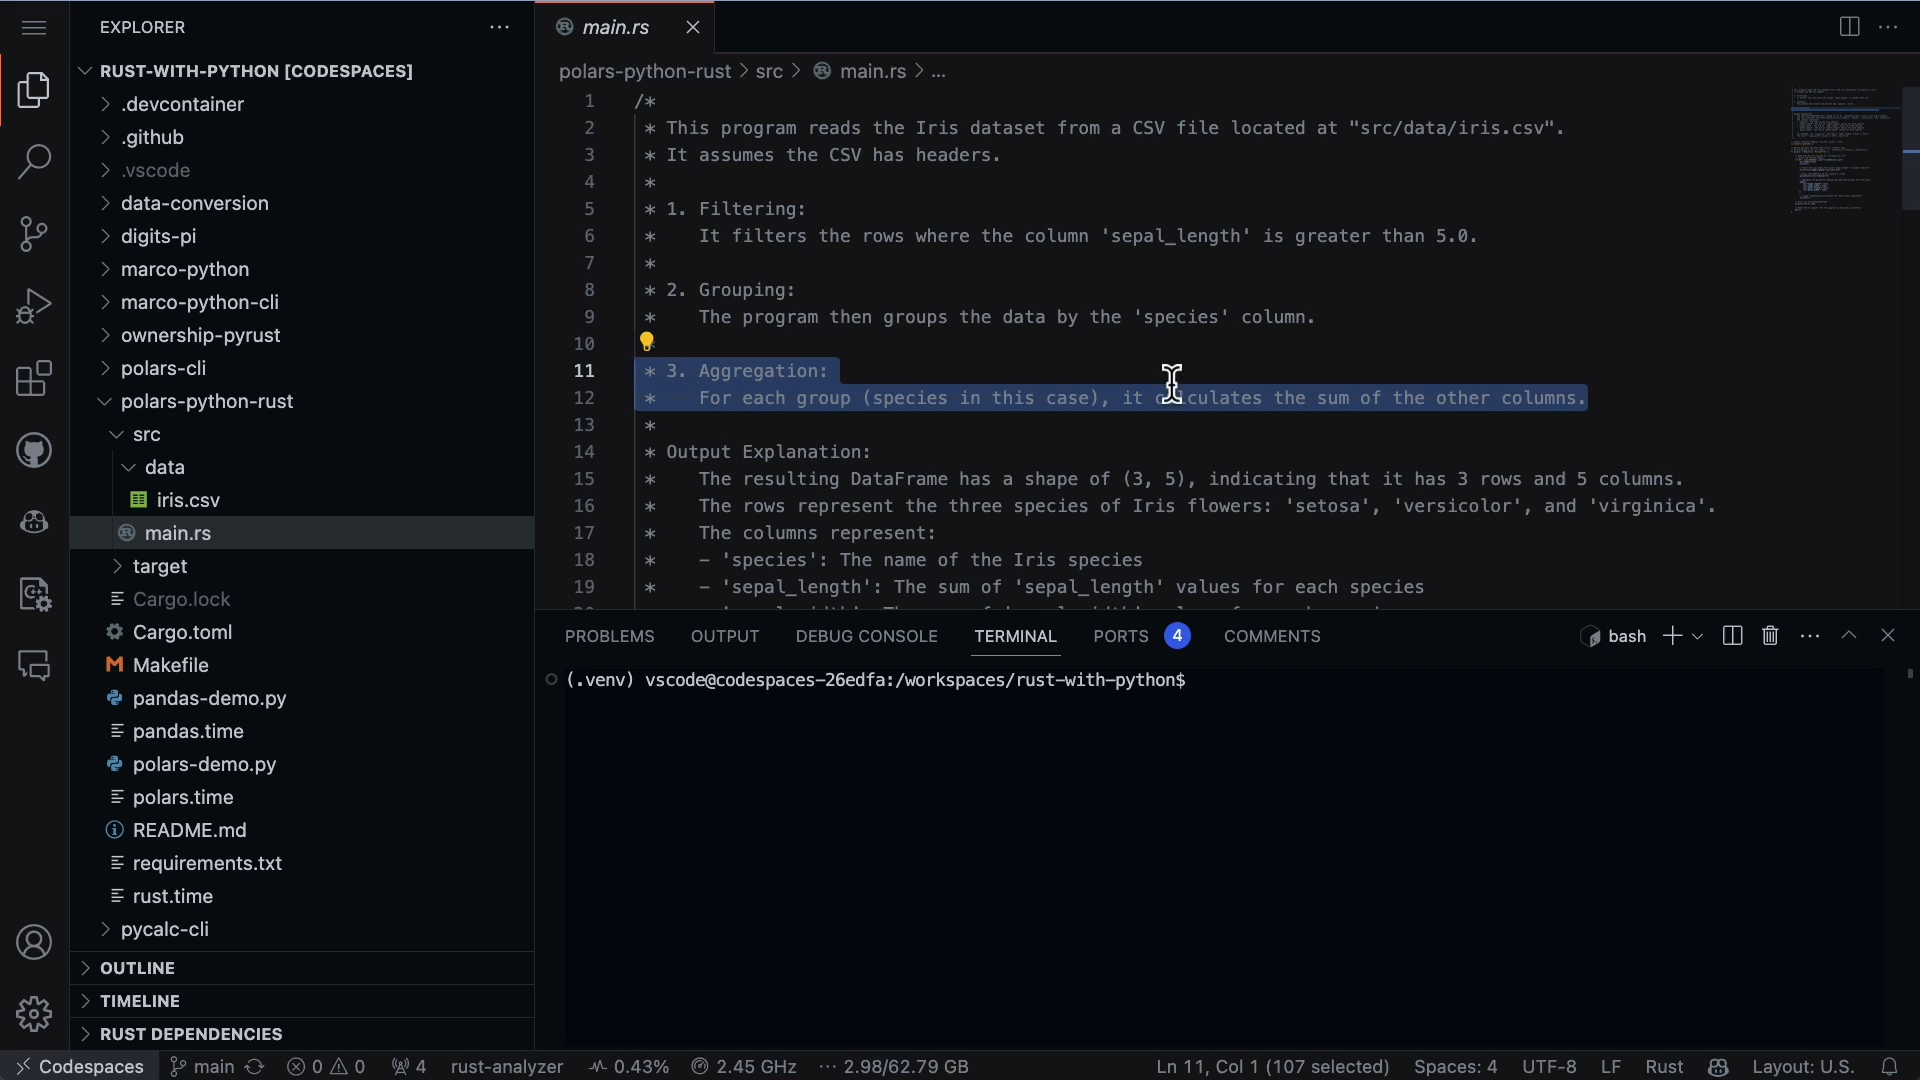 EXPLORER
RUST-WITH-PYTHON [CODESPACES]
.devcontainer
.github
.vscode
data-conversion
digits-pi
marco-python
marco-python-cli
ownership-pyrust
polars-cli
polars-python-rust
src
data
iris.csv
main.rs
target
Cargo.lock
Cargo.toml
Makefile
pandas-demo.py
pandas.time
polars-demo.py
polars.time
README.md
requirements.txt
rust.time
pycalc-cli
OUTLINE
TIMELINE
RUST DEPENDENCIES
main.rs
polars-python-rust > src > main.rs > ...
1 /*
2 * This program reads the Iris dataset from a CSV file located at "src/data/iris.csv".
3 * It assumes the CSV has headers.
4 *
5 * 1. Filtering:
6 * It filters the rows where the column 'sepal_length' is greater than 5.0.
7 *
8 * 2. Grouping:
9 * The program then groups the data by the 'species' column.
10
11 * 3. Aggregation:
12 * For each group (species in this case), it calculates the sum of the other columns.
13 *
14 * Output Explanation:
15 * The resulting DataFrame has a shape of (3, 5), indicating that it has 3 rows and 5 columns.
16 * The rows represent the three species of Iris flowers: 'setosa', 'versicolor', and 'virginica'.
17 * The columns represent:
18 * - 'species': The name of the Iris species
19 * - 'sepal_length': The sum of 'sepal_length' values for each species
PROBLEMS OUTPUT DEBUG CONSOLE TERMINAL PORTS 4 COMMENTS bash
(.venv) vscode@codespaces-26edfa:/workspaces/rust-with-python$
Codespaces main 0 0 4 rust-analyzer 0.43% 2.45 GHz 2.98/62.79 GB Ln 11, Col 1 (107 selected) Spaces: 4 UTF-8 LF Rust Layout: U.S.